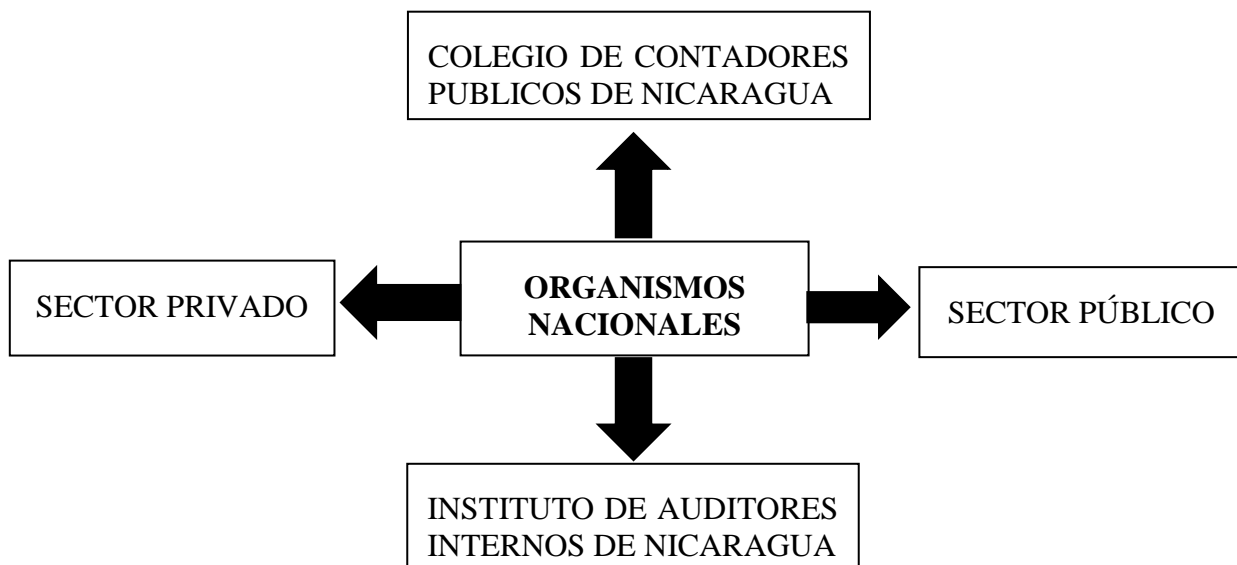 COLEGIO DE CONTADORES
PUBLICOS DE NICARAGUA
SECTOR PRIVADO
ORGANISMOS
NACIONALES
SECTOR PÚBLICO
INSTITUTO DE AUDITORES
INTERNOS DE NICARAGUA